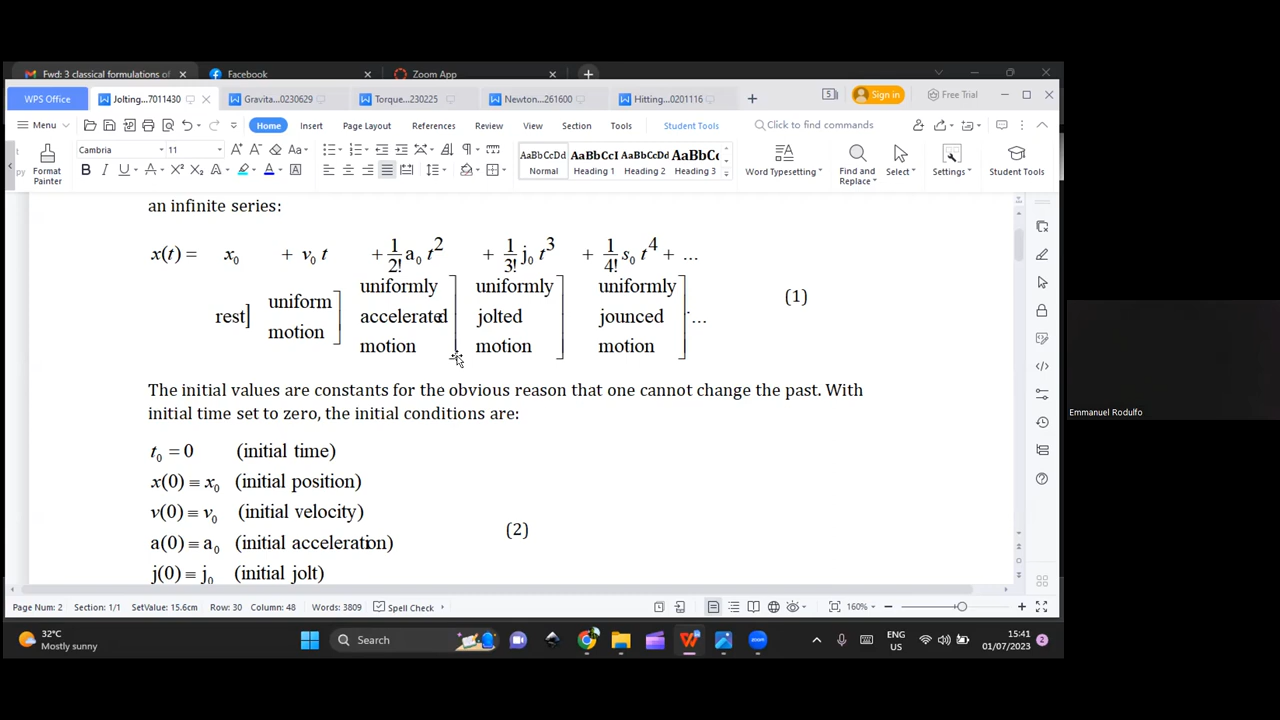 Fwd: 3 classical formulations of
Facebook
Zoom App
WPS Office
Jolting...7011430
Gravita...0230629
Torque...230225
Newton...261600
Hitting...0201116
Sign in
Free Trial
Menu
Home
Insert
Page Layout
References
Review
View
Section
Tools
Student Tools
Click to find commands
Format
Painter
Cambria
11
AaBbCcDd
AaBbCcI
AaBbCcDd
AaBbCc
Normal
Heading 1
Heading 2
Heading 3
Word Typesetting
Find and
Replace
Select
Settings
Student Tools
an infinite series:
x(t) = x₀ + v₀ t + 1/2! a₀ t² + 1/3! j₀ t³ + 1/4! s₀ t⁴ + ...
rest]
uniform
motion
uniformly
accelerated
motion
uniformly
jolted
motion
uniformly
jounced
motion
...
(1)
The initial values are constants for the obvious reason that one cannot change the past. With
initial time set to zero, the initial conditions are:
t₀ = 0 (initial time)
x(0) ≡ x₀ (initial position)
v(0) ≡ v₀ (initial velocity)
a(0) ≡ a₀ (initial acceleration)
(2)
j(0) ≡ j₀ (initial jolt)
Emmanuel Rodulfo
Page Num: 2 Section: 1/1 SetValue: 15.6cm Row: 30 Column: 48 Words: 3809 Spell Check
160%
32°C
Mostly sunny
Search
ENG
US
15:41
01/07/2023
2